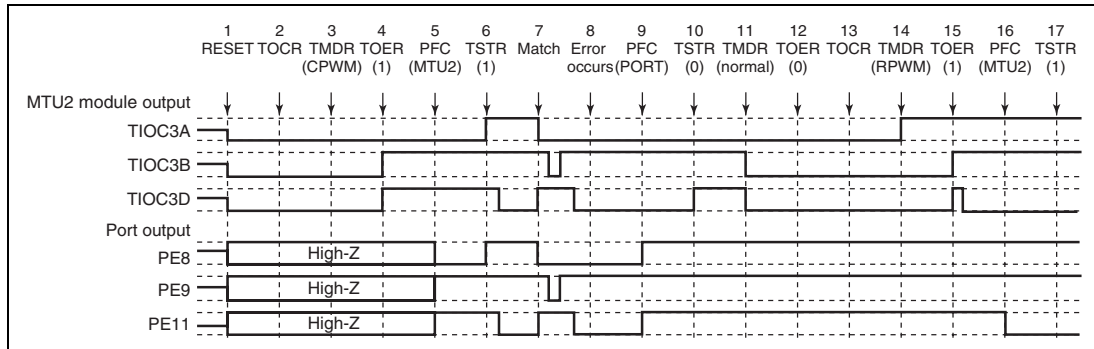 1 2 3 4 5 6 7 8 9 10 11 12 13 14 15 16 17
RESET TOCR TMDR TOER PFC TSTR Match Error PFC TSTR TMDR TOER TOCR TMDR TOER PFC TSTR
(CPWM) (1) (MTU2) (1) occurs (PORT) (0) (normal) (0) (RPWM) (1) (MTU2) (1)
MTU2 module output
TIOC3A
TIOC3B
TIOC3D
Port output
PE8 High-Z
PE9 High-Z
PE11 High-Z